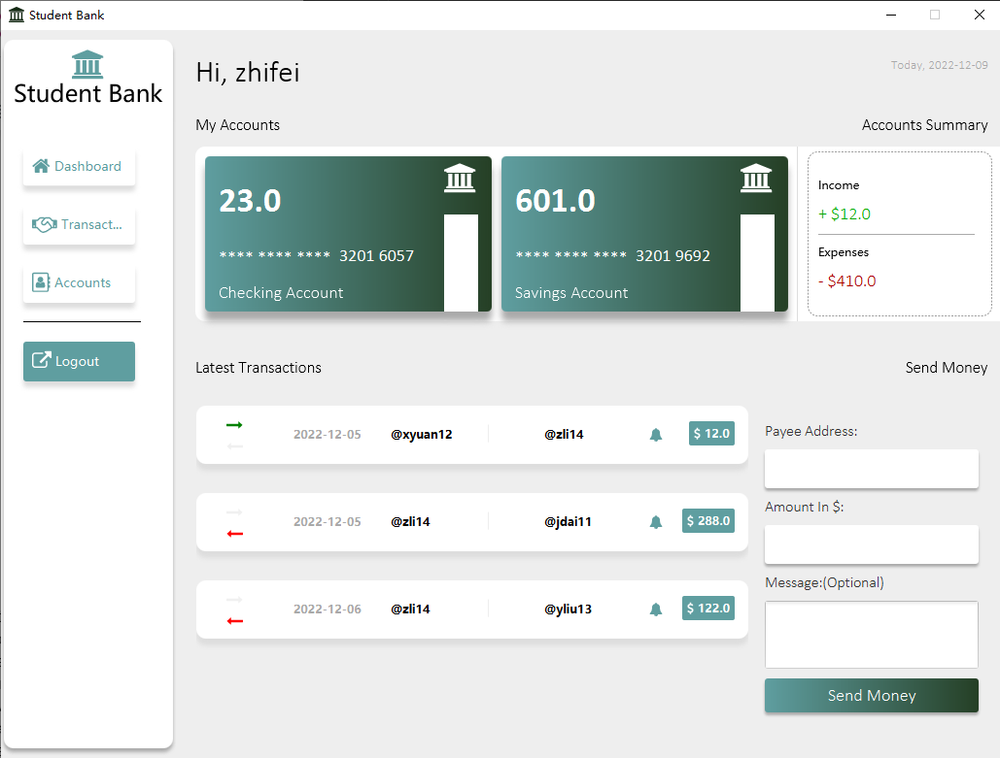 Student Bank
Student Bank
Dashboard
Transact...
Accounts
Logout
Hi, zhifei
Today, 2022-12-09
My Accounts
Accounts Summary
23.0
**** **** **** 3201 6057
Checking Account
601.0
**** **** **** 3201 9692
Savings Account
Income
+ $12.0
Expenses
- $410.0
Latest Transactions
2022-12-05 @xyuan12 @zli14 $ 12.0
2022-12-05 @zli14 @jdai11 $ 288.0
2022-12-06 @zli14 @yliu13 $ 122.0
Send Money
Payee Address:
Amount In $:
Message:(Optional)
Send Money